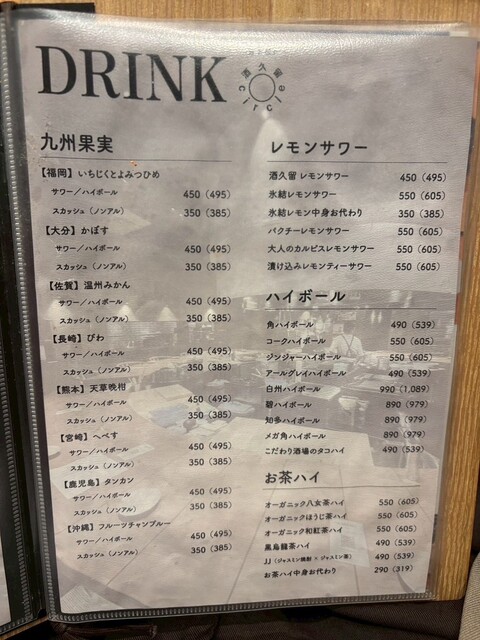 DRINK
酒久留
circle
九州果実
【福岡】いちじくとよみつひめ
サワー／ハイボール 450（495）
スカッシュ（ノンアル） 350（385）
【大分】かぼす
サワー／ハイボール 450（495）
スカッシュ（ノンアル） 350（385）
【佐賀】温州みかん
サワー／ハイボール 450（495）
スカッシュ（ノンアル） 350（385）
【長崎】びわ
サワー／ハイボール 450（495）
スカッシュ（ノンアル） 350（385）
【熊本】天草晩柑
サワー／ハイボール 450（495）
スカッシュ（ノンアル） 350（385）
【宮崎】へべす
サワー／ハイボール 450（495）
スカッシュ（ノンアル） 350（385）
【鹿児島】タンカン
サワー／ハイボール 450（495）
スカッシュ（ノンアル） 350（385）
【沖縄】フルーツチャンプルー
サワー／ハイボール 450（495）
スカッシュ（ノンアル） 350（385）
レモンサワー
酒久留 レモンサワー 450（495）
氷結レモンサワー 550（605）
氷結レモン中身お代わり 350（385）
パクチーレモンサワー 550（605）
大人のカルピスレモンサワー 550（605）
漬け込みレモンティーサワー 550（605）
ハイボール
角ハイボール 490（539）
コークハイボール 550（605）
ジンジャーハイボール 550（605）
アールグレイハイボール 490（539）
白州ハイボール 990（1,089）
碧ハイボール 890（979）
知多ハイボール 890（979）
メガ角ハイボール 890（979）
こだわり酒場のタコハイ 490（539）
お茶ハイ
オーガニック八女茶ハイ 550（605）
オーガニックほうじ茶ハイ 550（605）
オーガニック和紅茶ハイ 550（605）
黒烏龍茶ハイ 490（539）
JJ（ジャスミン焼酎 × ジャスミン茶） 490（539）
お茶ハイ中身お代わり 290（319）